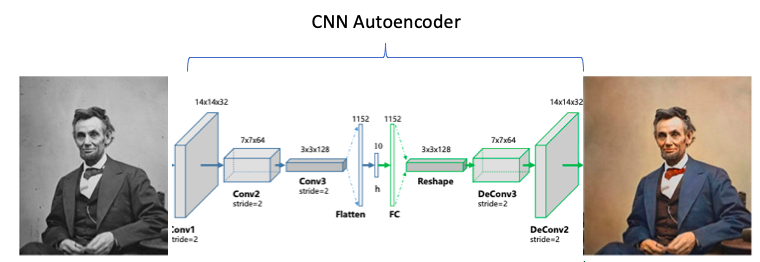 CNN Autoencoder
14x14x32
7x7x64
3x3x128
1152
1152
10
3x3x128
7x7x64
14x14x32
Conv1
tride=2
Conv2
stride=2
Conv3
stride=2
Flatten
h
FC
Reshape
DeConv3
stride=2
DeConv2
stride=2